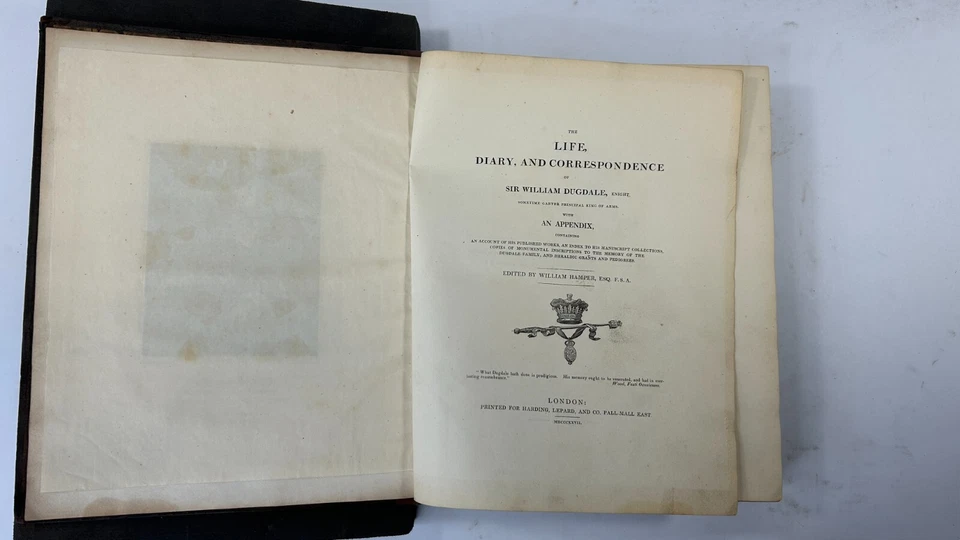 THE
LIFE,
DIARY, AND CORRESPONDENCE
OF
SIR WILLIAM DUGDALE, KNIGHT,
SOMETIME GARTER PRINCIPAL KING OF ARMS.
WITH
AN APPENDIX,
CONTAINING
AN ACCOUNT OF HIS PUBLISHED WORKS, AN INDEX TO HIS MANUSCRIPT COLLECTIONS,
COPIES OF MONUMENTAL INSCRIPTIONS TO THE MEMORY OF THE
DUGDALE FAMILY, AND HERALDIC GRANTS AND PEDIGREES.
EDITED BY WILLIAM HAMPER, ESQ. F. S. A.
"What Dugdale hath done is prodigious. His memory ought to be venerated, and had in ever-
lasting remembrance."
Wood, Fasti Oxonienses.
LONDON:
PRINTED FOR HARDING, LEPARD, AND CO. PALL-MALL EAST
MDCCCXXVII.